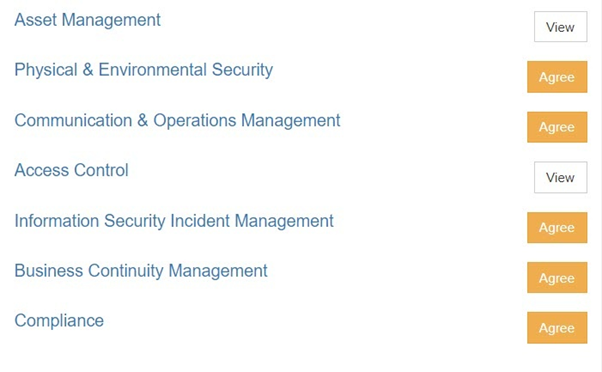 Asset Management View
Physical & Environmental Security Agree
Communication & Operations Management Agree
Access Control View
Information Security Incident Management Agree
Business Continuity Management Agree
Compliance Agree